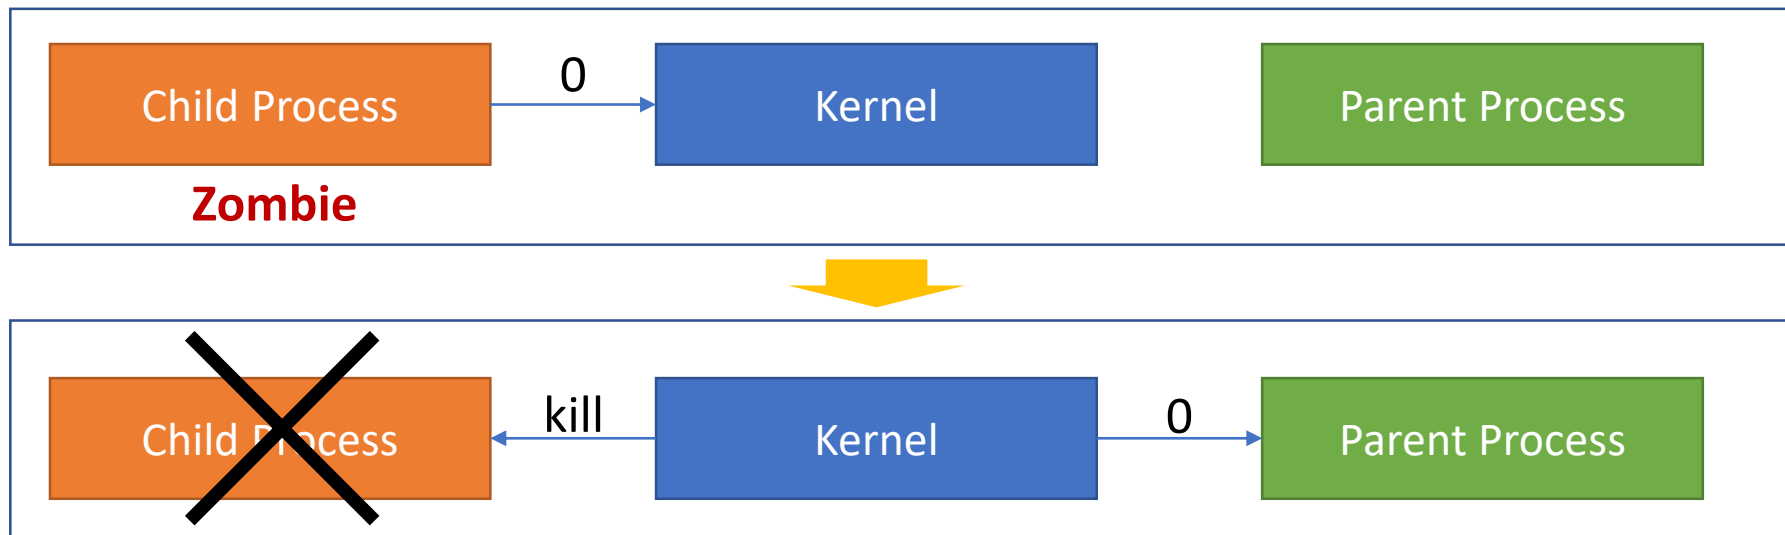 Child Process
0
Kernel
Parent Process
Zombie
Child Process
kill
Kernel
0
Parent Process